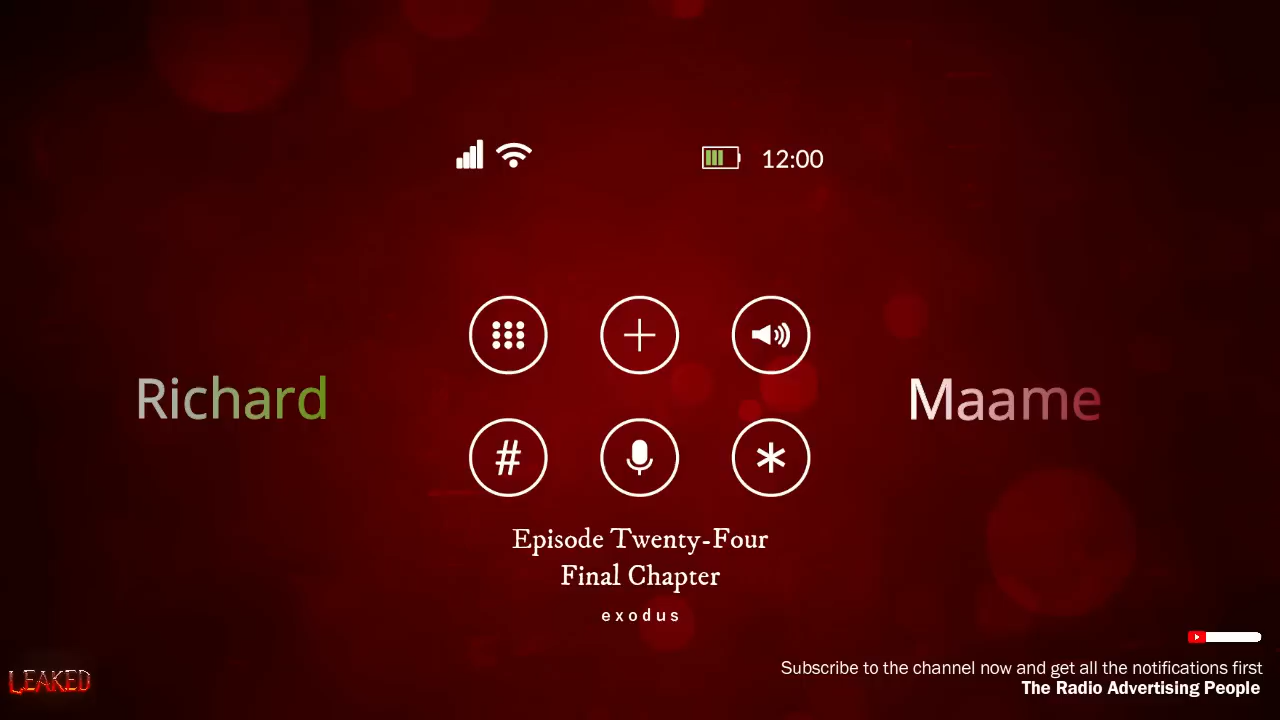 12:00
Richard
Maame
#
*
Episode Twenty-Four
Final Chapter
exodus
Subscribe to the channel now and get all the notifications first
The Radio Advertising People
LEAKED